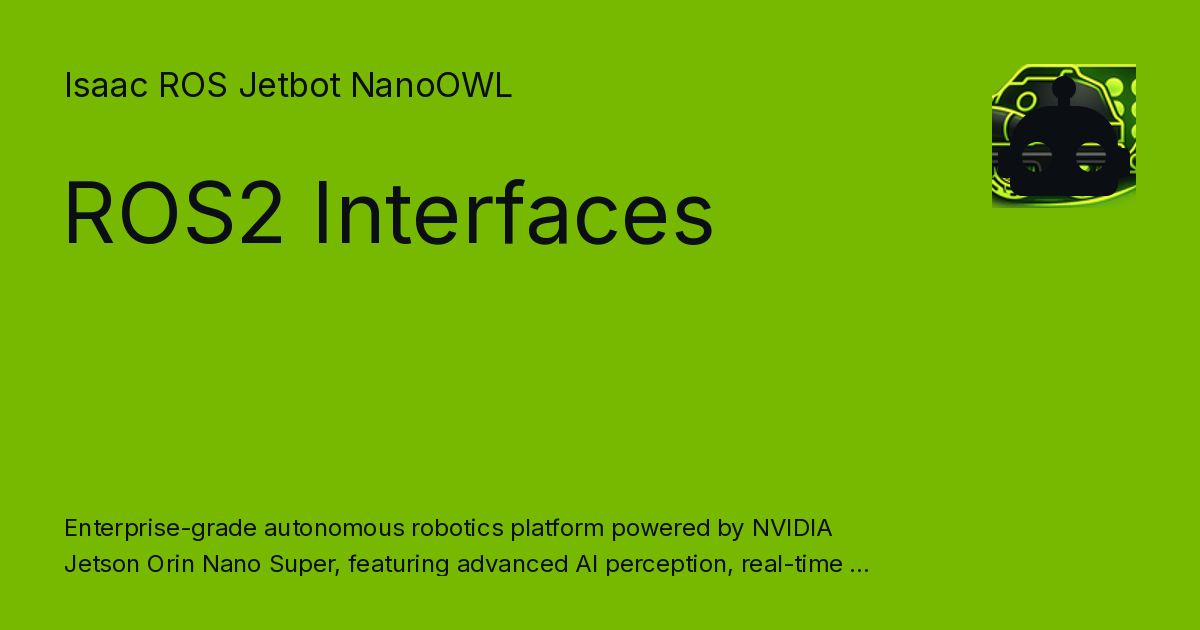 Isaac ROS Jetbot NanoOWL
ROS2 Interfaces
Enterprise-grade autonomous robotics platform powered by NVIDIA
Jetson Orin Nano Super, featuring advanced AI perception, real-time ...